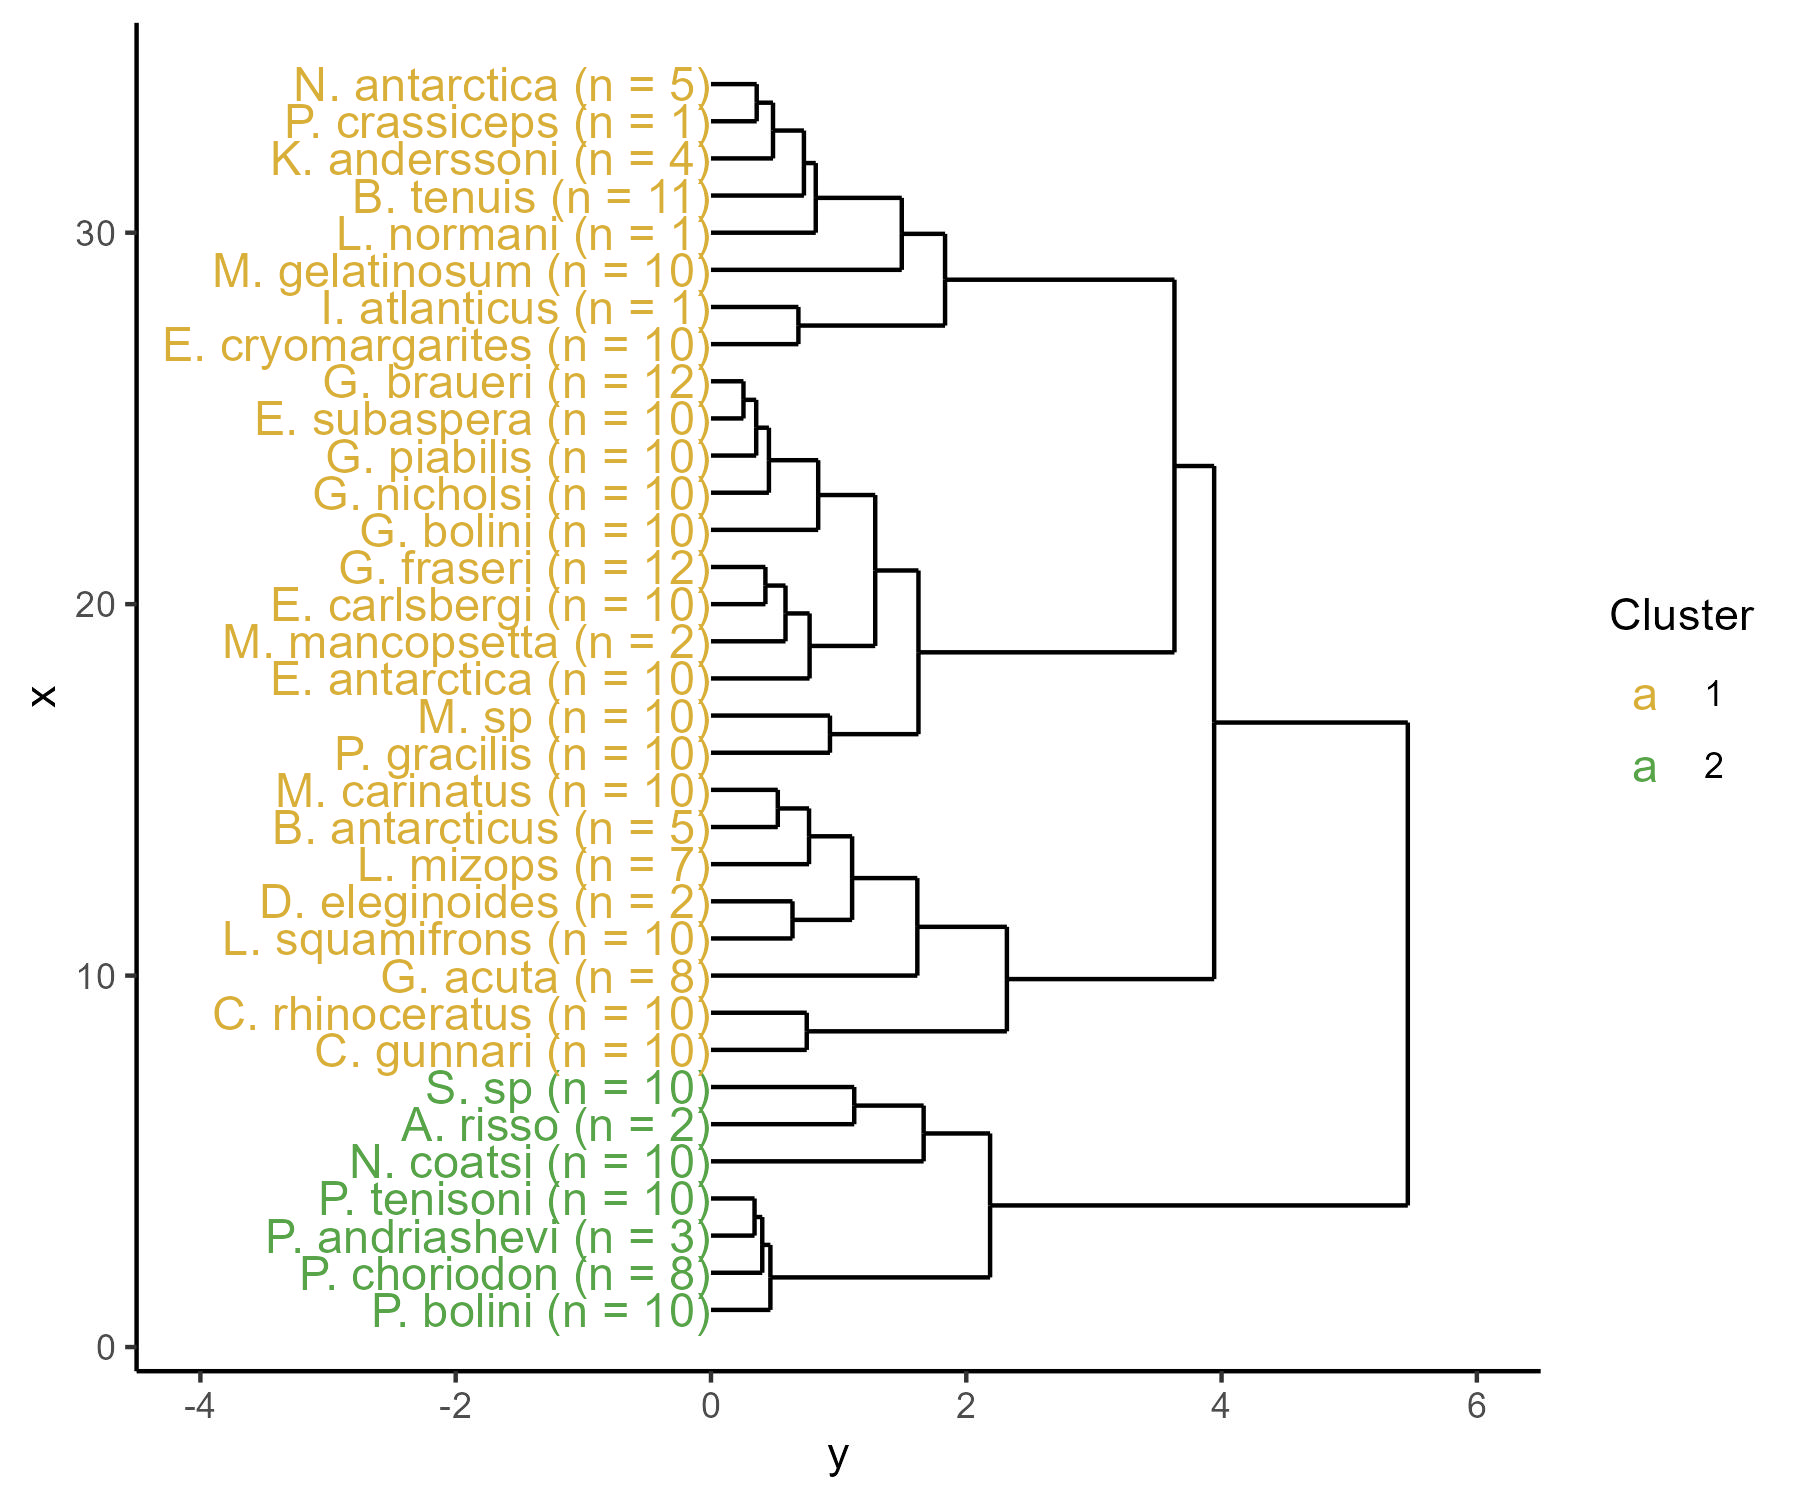 N. antarctica (n = 5)
P. crassiceps (n = 1)
K. anderssoni (n = 4)
B. tenuis (n = 11)
L. normani (n = 1)
M. gelatinosum (n = 10)
I. atlanticus (n = 1)
E. cryomargarites (n = 10)
G. braueri (n = 12)
E. subaspera (n = 10)
G. piabilis (n = 10)
G. nicholsi (n = 10)
G. bolini (n = 10)
G. fraseri (n = 12)
E. carlsbergi (n = 10)
M. mancopsetta (n = 2)
E. antarctica (n = 10)
M. sp (n = 10)
P. gracilis (n = 10)
M. carinatus (n = 10)
B. antarcticus (n = 5)
L. mizops (n = 7)
D. eleginoides (n = 2)
L. squamifrons (n = 10)
G. acuta (n = 8)
C. rhinoceratus (n = 10)
C. gunnari (n = 10)
S. sp (n = 10)
A. risso (n = 2)
N. coatsi (n = 10)
P. tenisoni (n = 10)
P. andriashevi (n = 3)
P. choriodon (n = 8)
P. bolini (n = 10)
30
20
10
0
x
-4 -2 0 2 4 6
y
Cluster
a 1
a 2